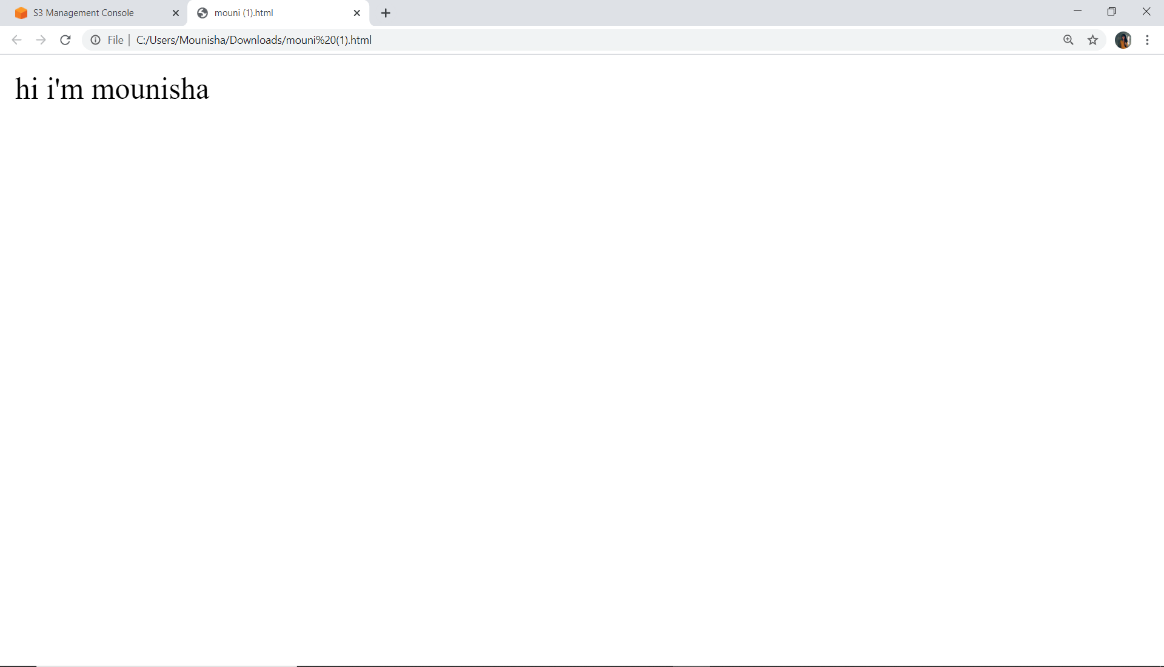 S3 Management Console
mouni (1).html
File | C:/Users/Mounisha/Downloads/mouni%20(1).html
hi i'm mounisha